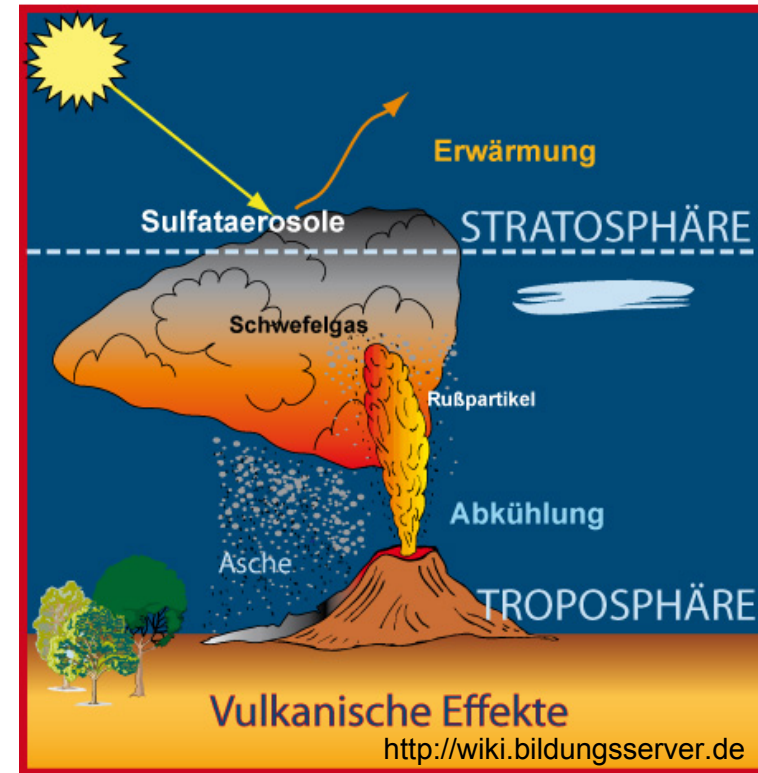 Erwärmung
Sulfataerosole
STRATOSPHÄRE
Schwefelgas
Rußpartikel
Abkühlung
Asche
TROPOSPHÄRE
Vulkanische Effekte
http://wiki.bildungsserver.de